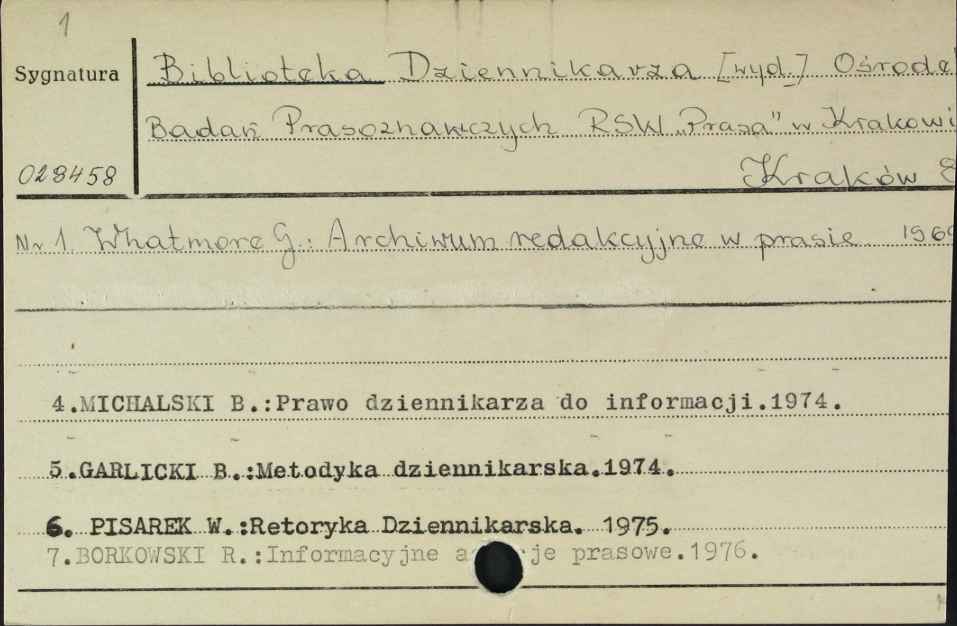 1
Sygnatura
Biblioteka Dziennikarza [wyd.] Ośrode
Badań Prasoznawczych RSW „Prasa" w Krakowi
028458
Kraków
Nr 1. Whatmore G.: Archiwum redakcyjne w prasie 196
4.MICHALSKI B.:Prawo dziennikarza do informacji.1974.
5.GARLICKI B.:Metodyka dziennikarska.1974.
6. PISAREK W.:Retoryka Dziennikarska. 1975.
7.BORKOWSKI R.:Informacyjne a je prasowe.1976.